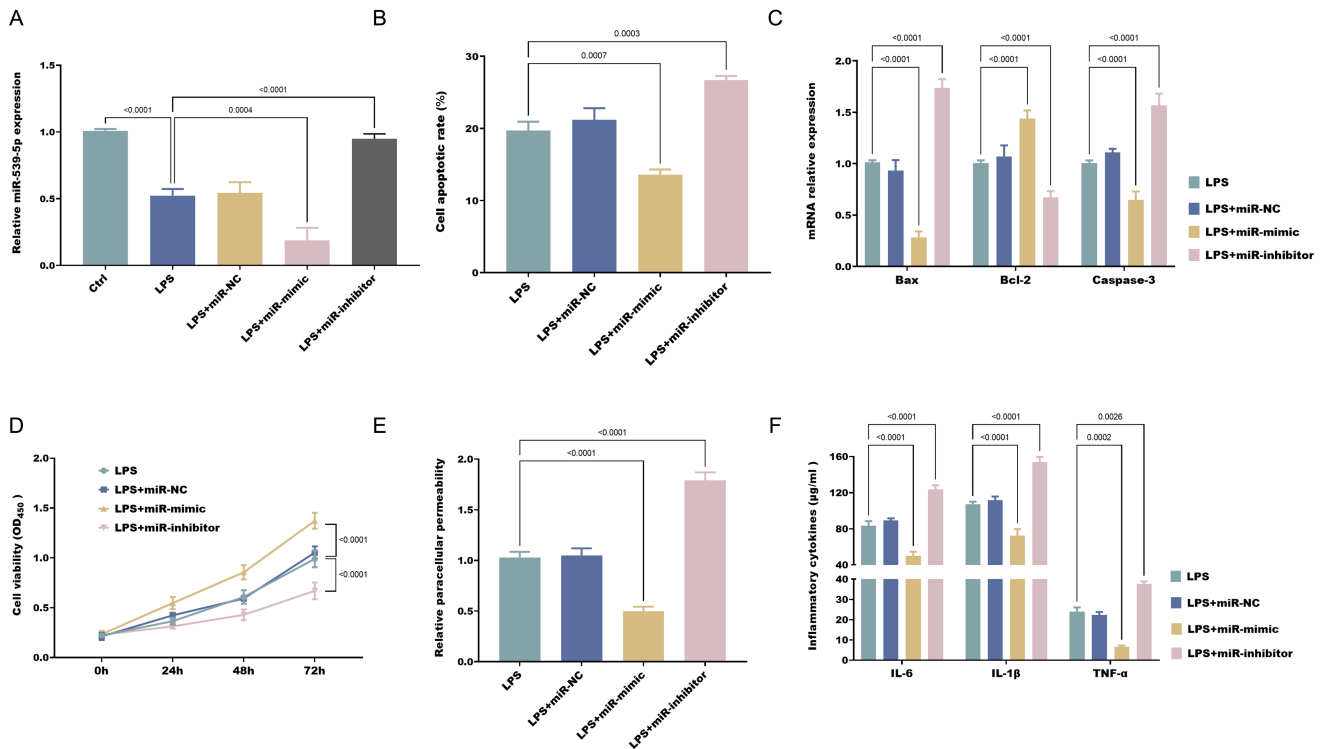 A
Relative miR-539-5p expression
1.5
1.0
0.5
0.0
<0.0001
0.0004
<0.0001
Ctrl
LPS
LPS+miR-NC
LPS+miR-mimic
LPS+miR-inhibitor
B
Cell apoptotic rate (%)
30
20
10
0
0.0003
0.0007
LPS
LPS+miR-NC
LPS+miR-mimic
LPS+miR-inhibitor
C
mRNA relative expression
2.0
1.5
1.0
0.5
0.0
<0.0001
<0.0001
<0.0001
<0.0001
<0.0001
<0.0001
Bax
Bcl-2
Caspase-3
LPS
LPS+miR-NC
LPS+miR-mimic
LPS+miR-inhibitor
D
Cell viability (OD450)
2.0
1.5
1.0
0.5
0.0
LPS
LPS+miR-NC
LPS+miR-mimic
LPS+miR-inhibitor
<0.0001
<0.0001
0h
24h
48h
72h
E
Relative paracellular permeability
2.0
1.5
1.0
0.5
0.0
<0.0001
<0.0001
LPS
LPS+miR-NC
LPS+miR-mimic
LPS+miR-inhibitor
F
Inflammatory cytokines (μg/ml )
160
120
80
40
40
30
20
10
0
<0.0001
<0.0001
<0.0001
<0.0001
0.0026
0.0002
IL-6
IL-1β
TNF-α
LPS
LPS+miR-NC
LPS+miR-mimic
LPS+miR-inhibitor